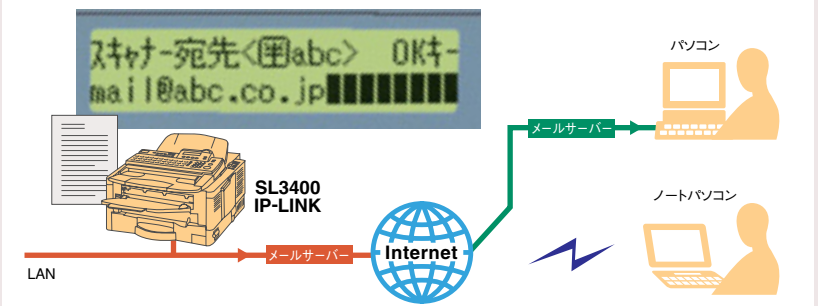 スキャナー宛先<半abc> OKキー
mail@abc.co.jp
パソコン
メールサーバー
SL3400
IP-LINK
ノートパソコン
メールサーバー
Internet
LAN